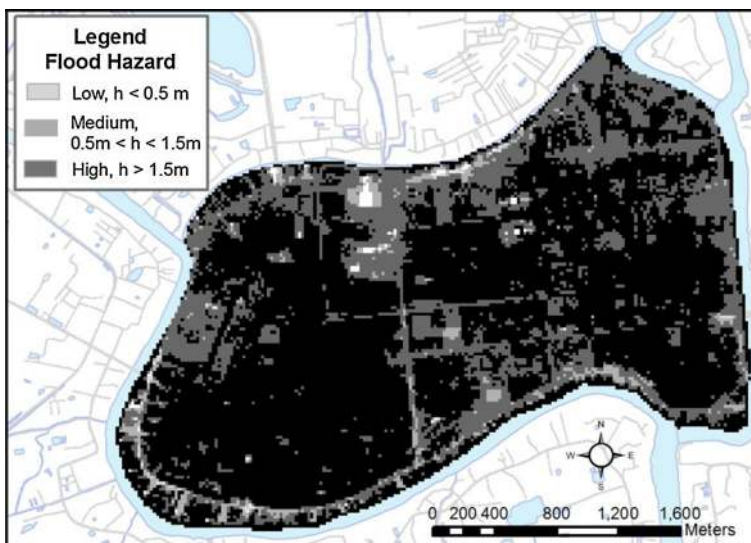 Legend
Flood Hazard
Low, h < 0.5 m
Medium,
0.5m < h < 1.5m
High, h > 1.5m
N
W E
S
0 200 400 800 1,200 1,600
Meters